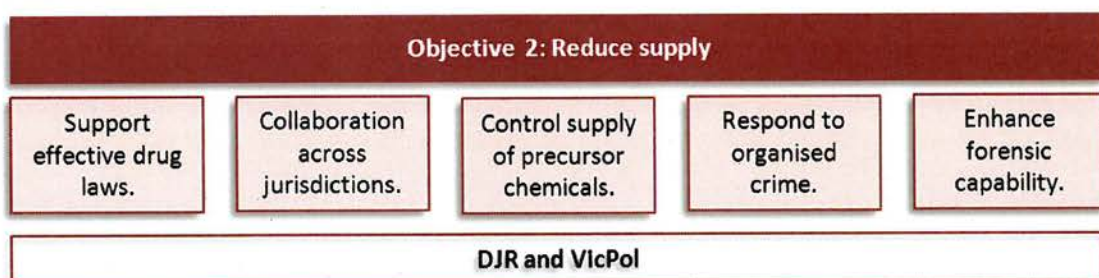 Objective 2: Reduce supply
Support
effective drug
laws.
Collaboration
across
jurisdictions.
Control supply
of precursor
chemicals.
Respond to
organised
crime.
Enhance
forensic
capability.
DJR and VicPol